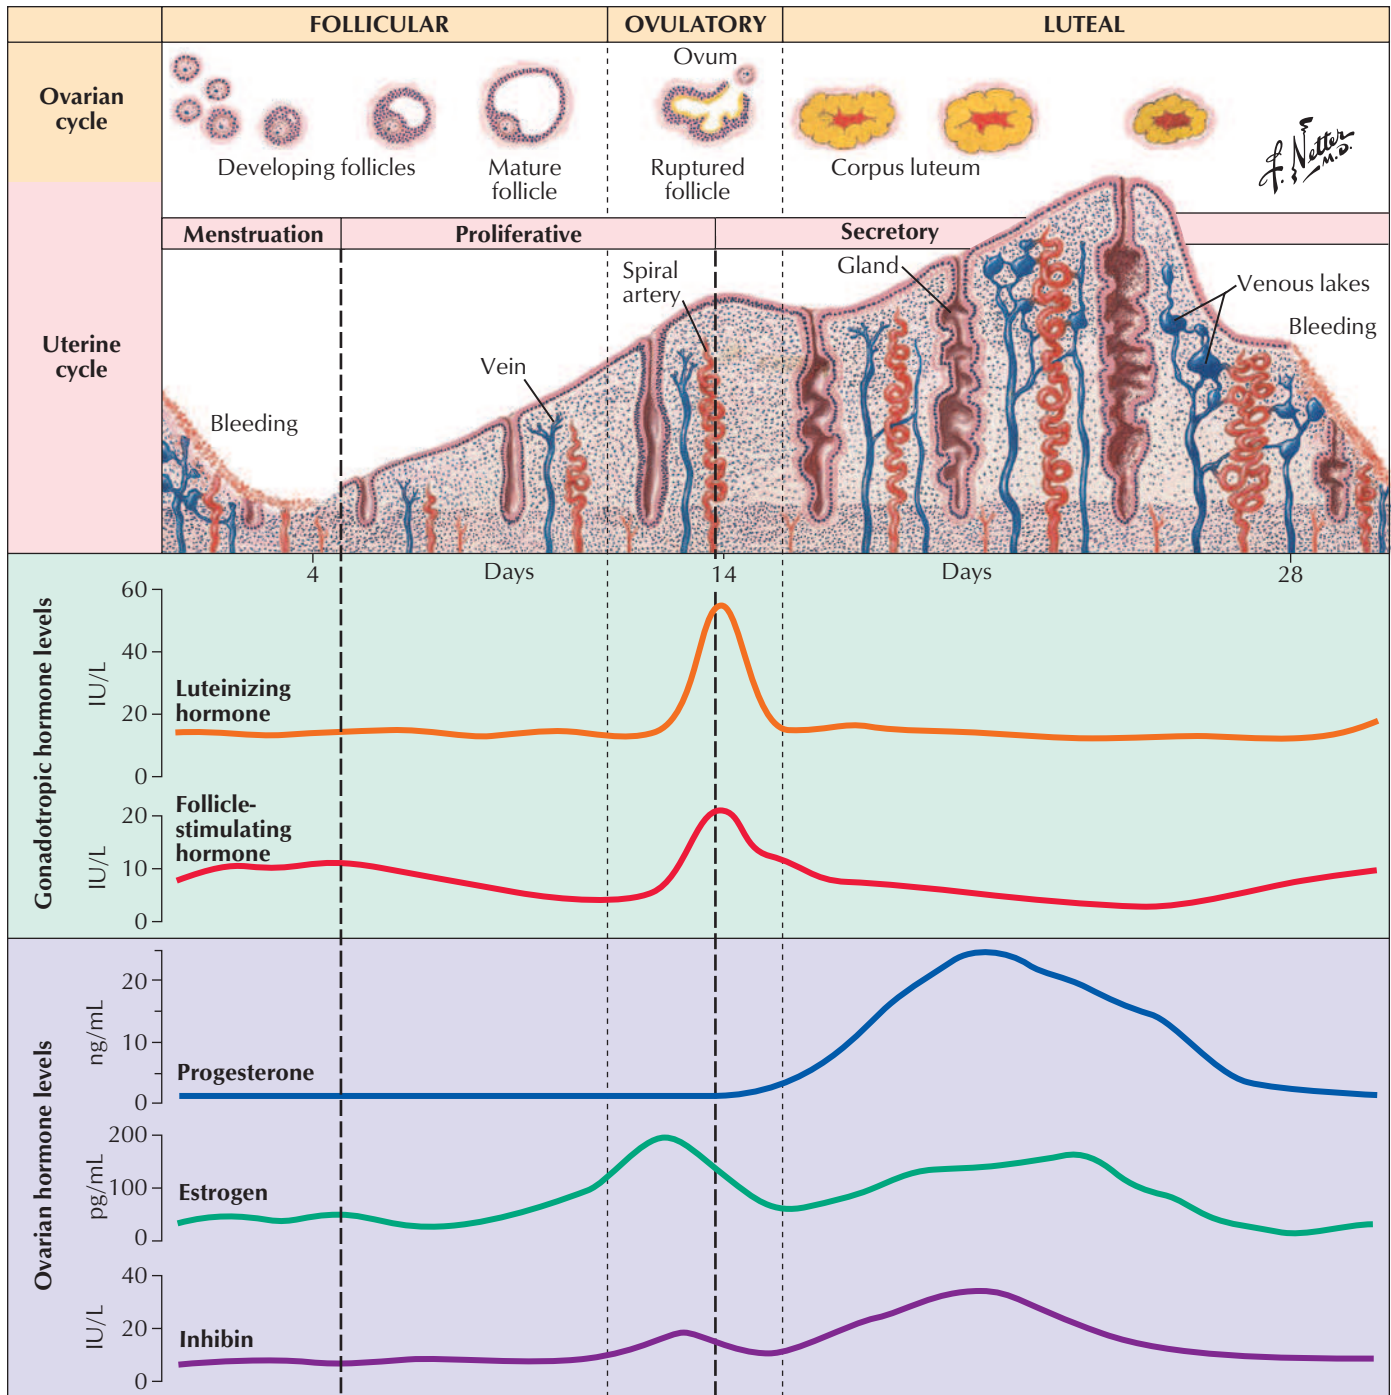 FOLLICULAR
OVULATORY
LUTEAL
Ovarian
cycle
Ovum
Developing follicles
Mature
follicle
Ruptured
follicle
Corpus luteum
F. Netter
M.D.
Uterine
cycle
Menstruation
Proliferative
Secretory
Bleeding
Vein
Spiral
artery
Gland
Venous lakes
Bleeding
4
Days
14
Days
28
Gonadotropic hormone levels
60
40
20
0
IU/L
Luteinizing
hormone
20
10
0
IU/L
Follicle-
stimulating
hormone
Ovarian hormone levels
20
10
0
ng/mL
Progesterone
200
100
0
pg/mL
Estrogen
40
20
0
IU/L
Inhibin